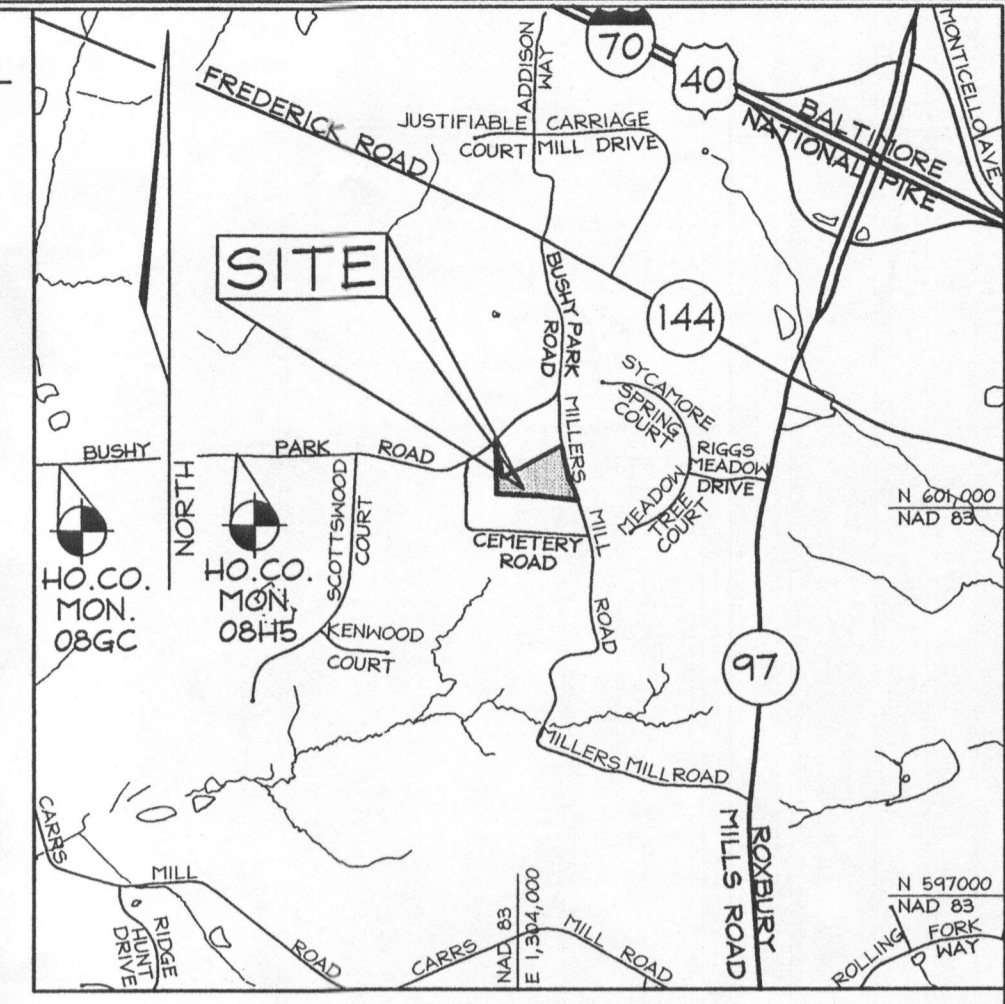 FREDERICK ROAD
ADDISON
WAY
70
40
MONTICELLO AVE
BALTIMORE
NATIONAL PIKE
JUSTIFIABLE
COURT
CARRIAGE
MILL DRIVE
SITE
BUSHY PARK
ROAD
144
SYCAMORE
SPRING
COURT
MILLERS
MILL
ROAD
RIGGS
MEADOW
DRIVE
MEADOW
TREE
COURT
BUSHY
PARK
ROAD
NORTH
SCOTTSWOOD
COURT
CEMETERY
ROAD
N 601,000
NAD 83
HO.CO.
MON.
08GC
HO.CO.
MON.
08H5
KENWOOD
COURT
97
MILLERS MILL ROAD
ROXBURY
MILLS ROAD
CARRS
MILL
ROAD
RIDGE
HUNT
DRIVE
CARRS
MILL
ROAD
NAD 83
E 1,304,000
N 597000
NAD 83
ROLLING
FORK
WAY